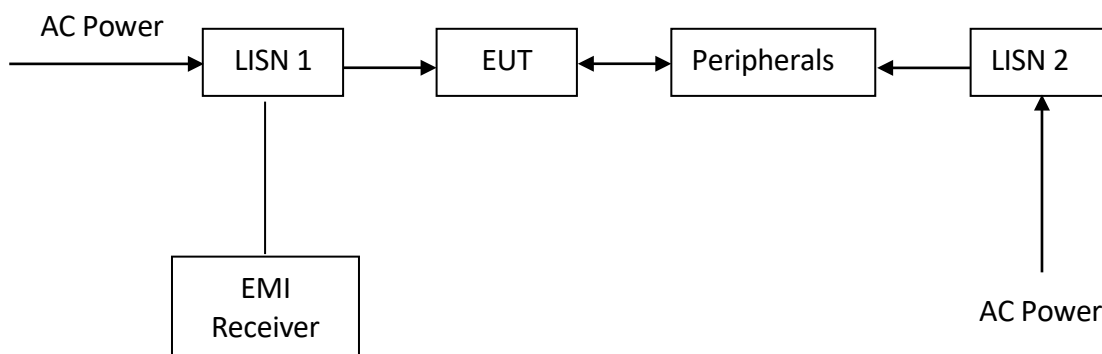 AC Power
LISN 1
EUT
Peripherals
LISN 2
EMI
Receiver
AC Power